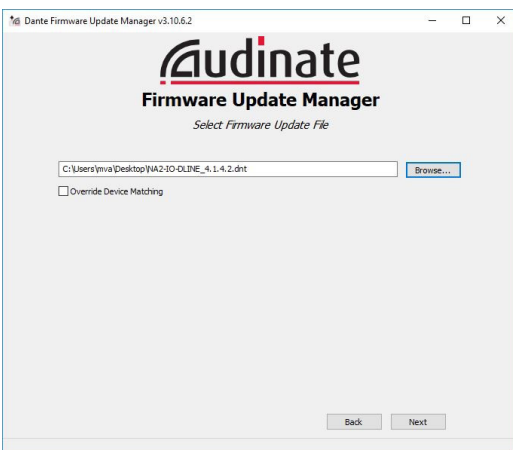 Dante Firmware Update Manager v3.10.6.2
Audinate
Firmware Update Manager
Select Firmware Update File
C:\Users\mva\Desktop\NA2-IO-DLINE_4.1.4.2.dnt
Browse...
Override Device Matching
Back Next